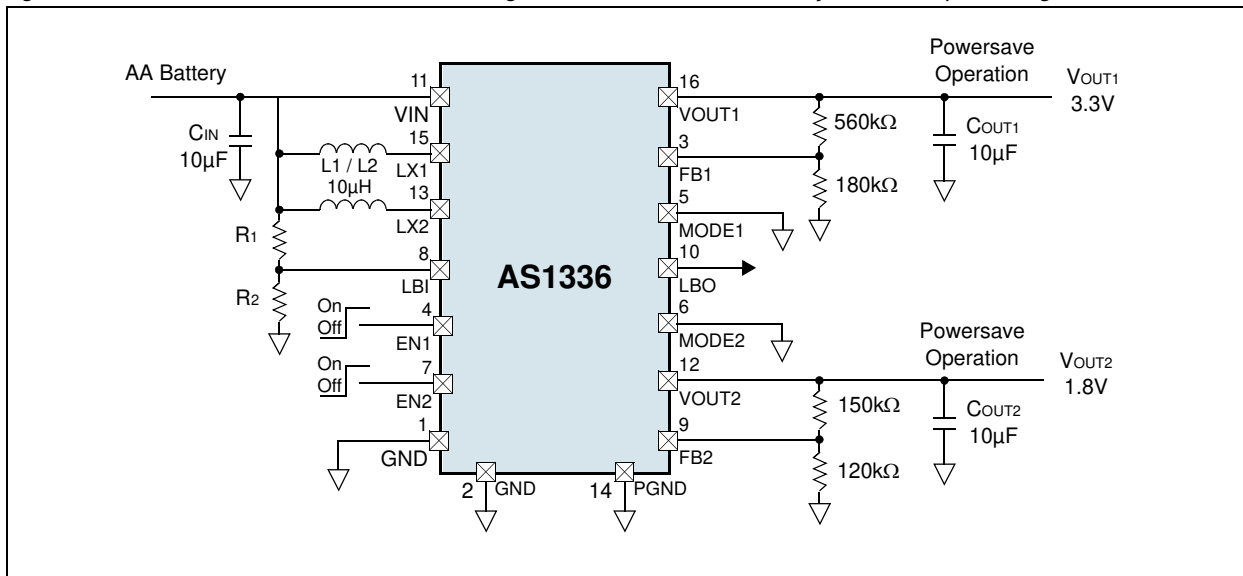 AA Battery
CIN
10µF
11
VIN
15
LX1
L1 / L2
10µH
13
LX2
R1
8
LBI
R2
On
Off
4
EN1
On
Off
7
EN2
1
GND
2
GND
14
PGND
AS1336
16
VOUT1
3
FB1
5
MODE1
10
LBO
6
MODE2
12
VOUT2
9
FB2
560kΩ
180kΩ
Powersave
Operation
COUT1
10µF
VOUT1
3.3V
150kΩ
120kΩ
Powersave
Operation
COUT2
10µF
VOUT2
1.8V